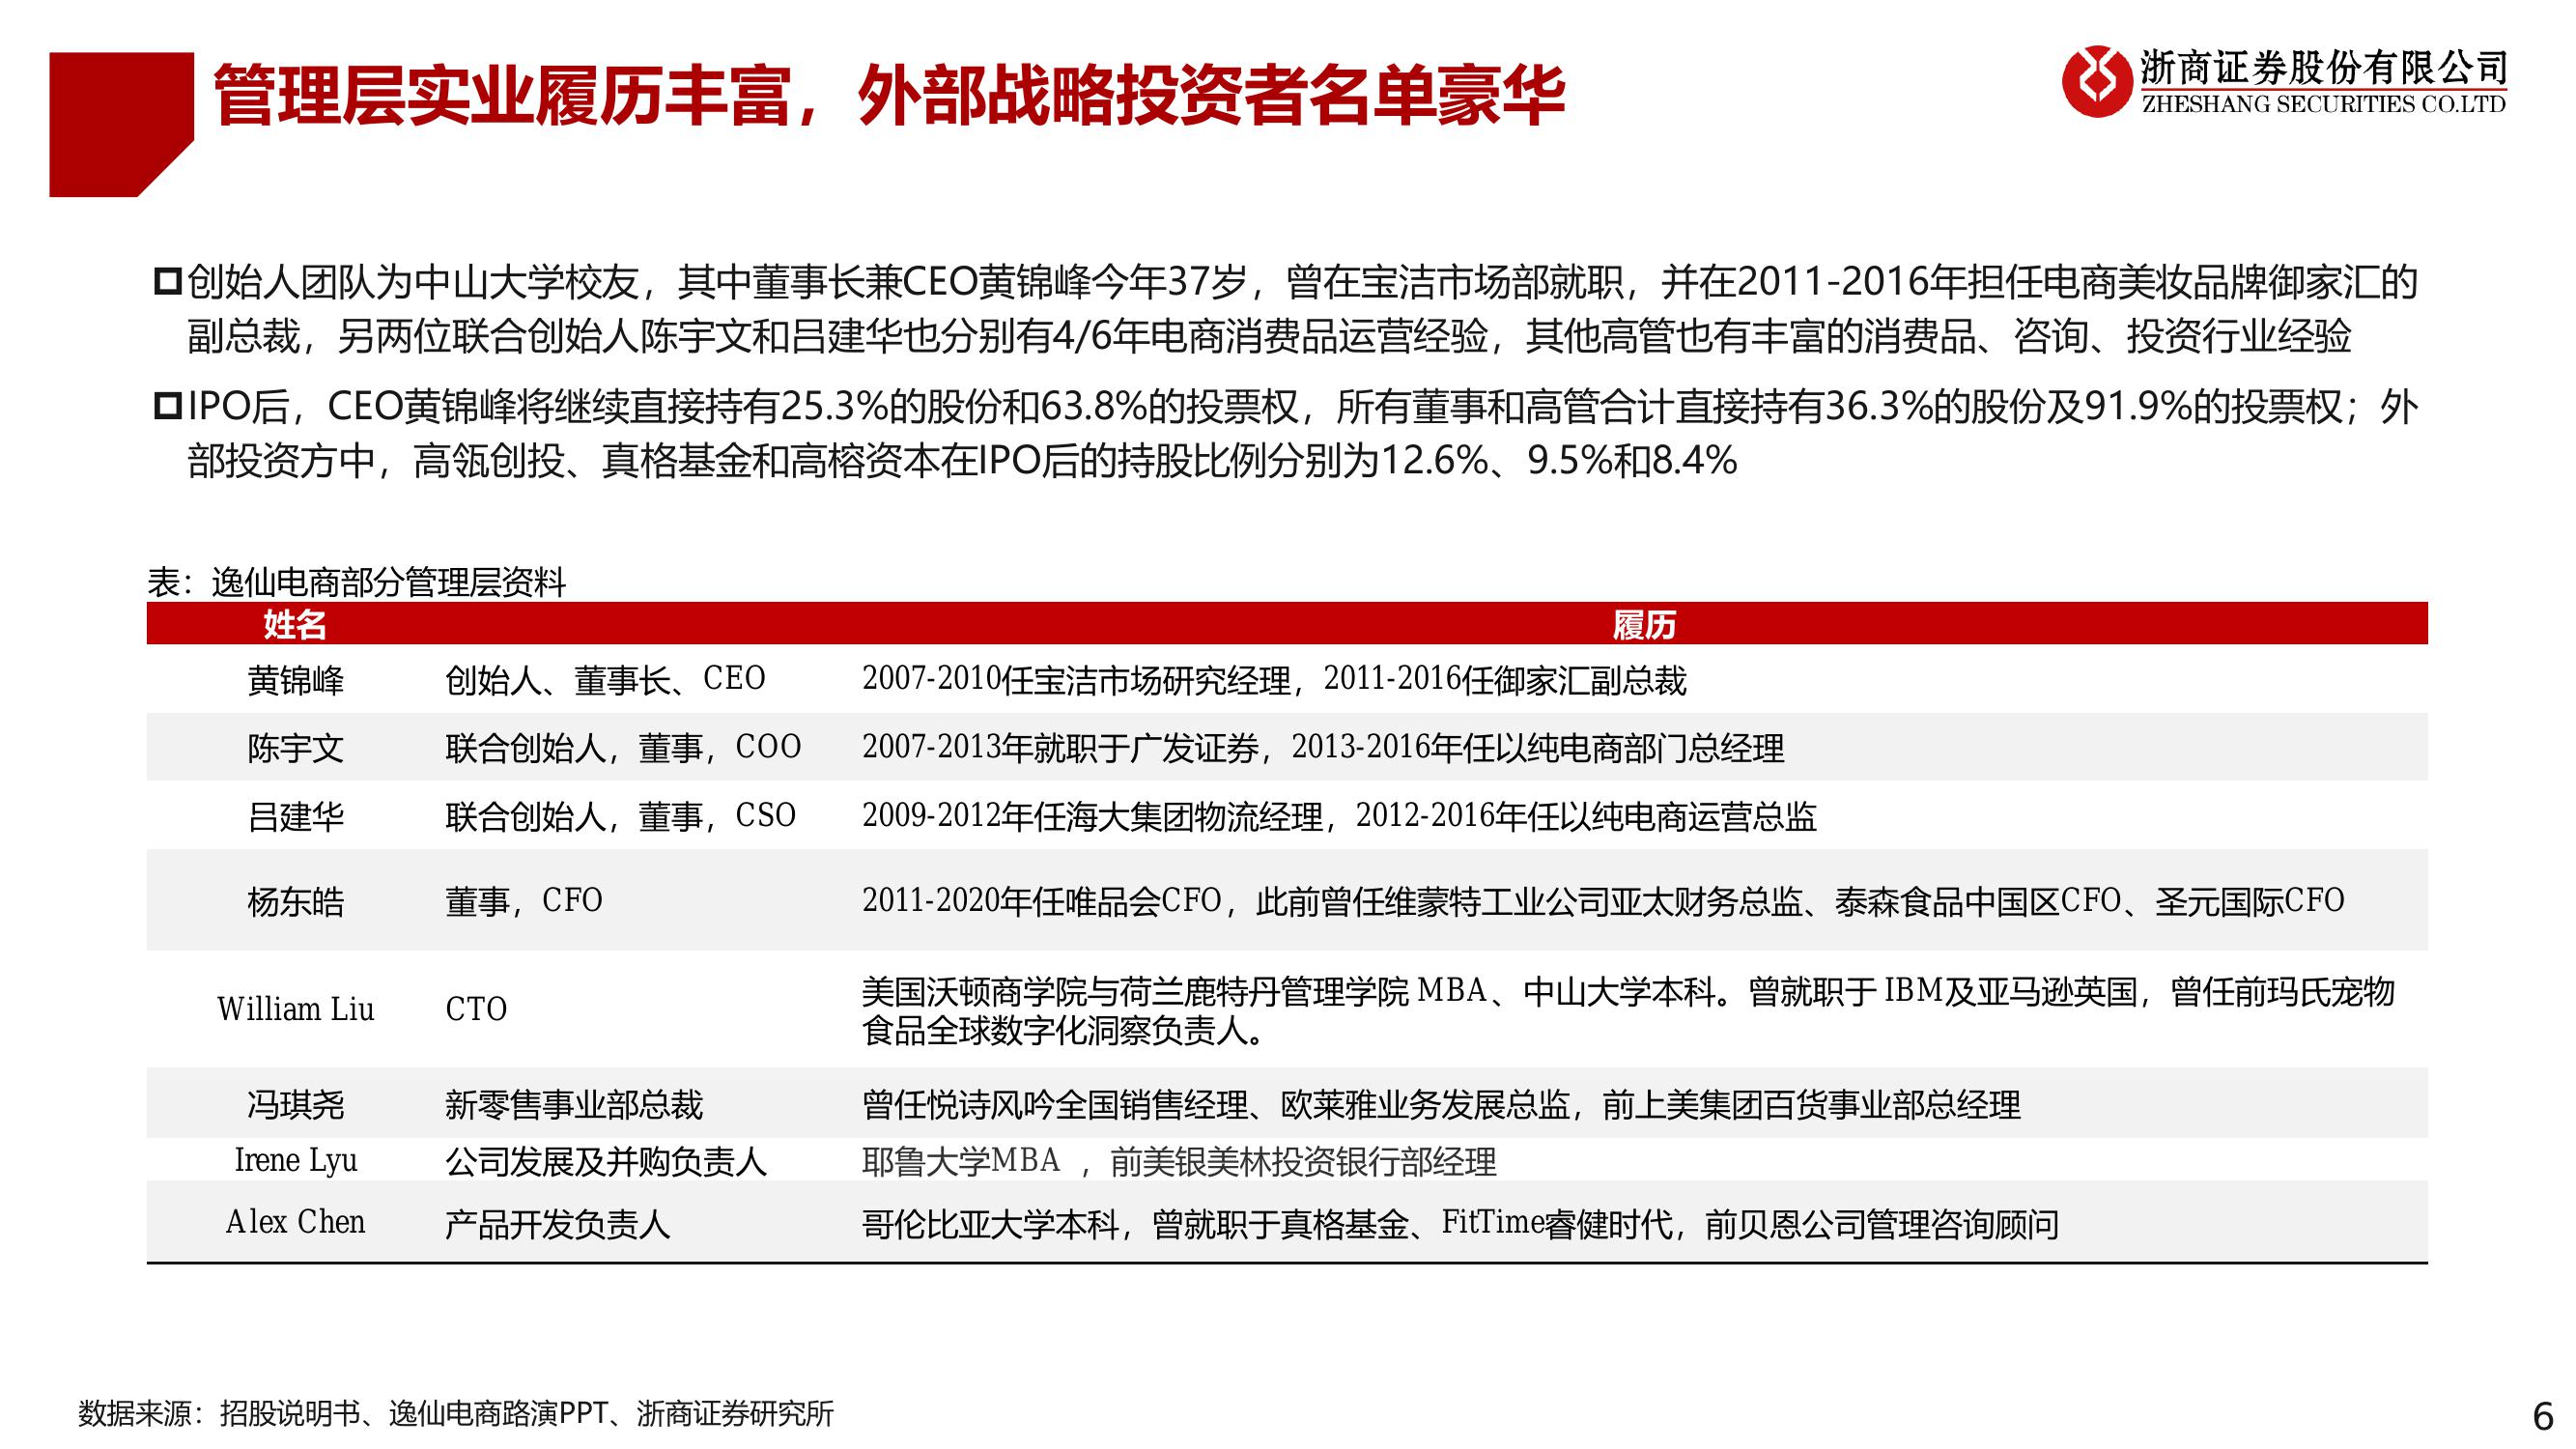 管理层实业履历丰富，外部战略投资者名单豪华
浙商证券股份有限公司
ZHESHANG SECURITIES CO.LTD
创始人团队为中山大学校友，其中董事长兼CEO黄锦峰今年37岁，曾在宝洁市场部就职，并在2011-2016年担任电商美妆品牌御家汇的
副总裁，另两位联合创始人陈宇文和吕建华也分别有4/6年电商消费品运营经验，其他高管也有丰富的消费品、咨询、投资行业经验
IPO后，CEO黄锦峰将继续直接持有25.3%的股份和63.8%的投票权，所有董事和高管合计直接持有36.3%的股份及91.9%的投票权；外
部投资方中，高瓴创投、真格基金和高榕资本在IPO后的持股比例分别为12.6%、9.5%和8.4%
表：逸仙电商部分管理层资料
姓名 履历
黄锦峰 创始人、董事长、CEO 2007-2010任宝洁市场研究经理，2011-2016任御家汇副总裁
陈宇文 联合创始人，董事，COO 2007-2013年就职于广发证券，2013-2016年任以纯电商部门总经理
吕建华 联合创始人，董事，CSO 2009-2012年任海大集团物流经理，2012-2016年任以纯电商运营总监
杨东皓 董事，CFO 2011-2020年任唯品会CFO，此前曾任维蒙特工业公司亚太财务总监、泰森食品中国区CFO、圣元国际CFO
William Liu CTO 美国沃顿商学院与荷兰鹿特丹管理学院 MBA、中山大学本科。曾就职于 IBM及亚马逊英国，曾任前玛氏宠物
食品全球数字化洞察负责人。
冯琪尧 新零售事业部总裁 曾任悦诗风吟全国销售经理、欧莱雅业务发展总监，前上美集团百货事业部总经理
Irene Lyu 公司发展及并购负责人 耶鲁大学MBA ，前美银美林投资银行部经理
Alex Chen 产品开发负责人 哥伦比亚大学本科，曾就职于真格基金、FitTime睿健时代，前贝恩公司管理咨询顾问
数据来源：招股说明书、逸仙电商路演PPT、浙商证券研究所
6